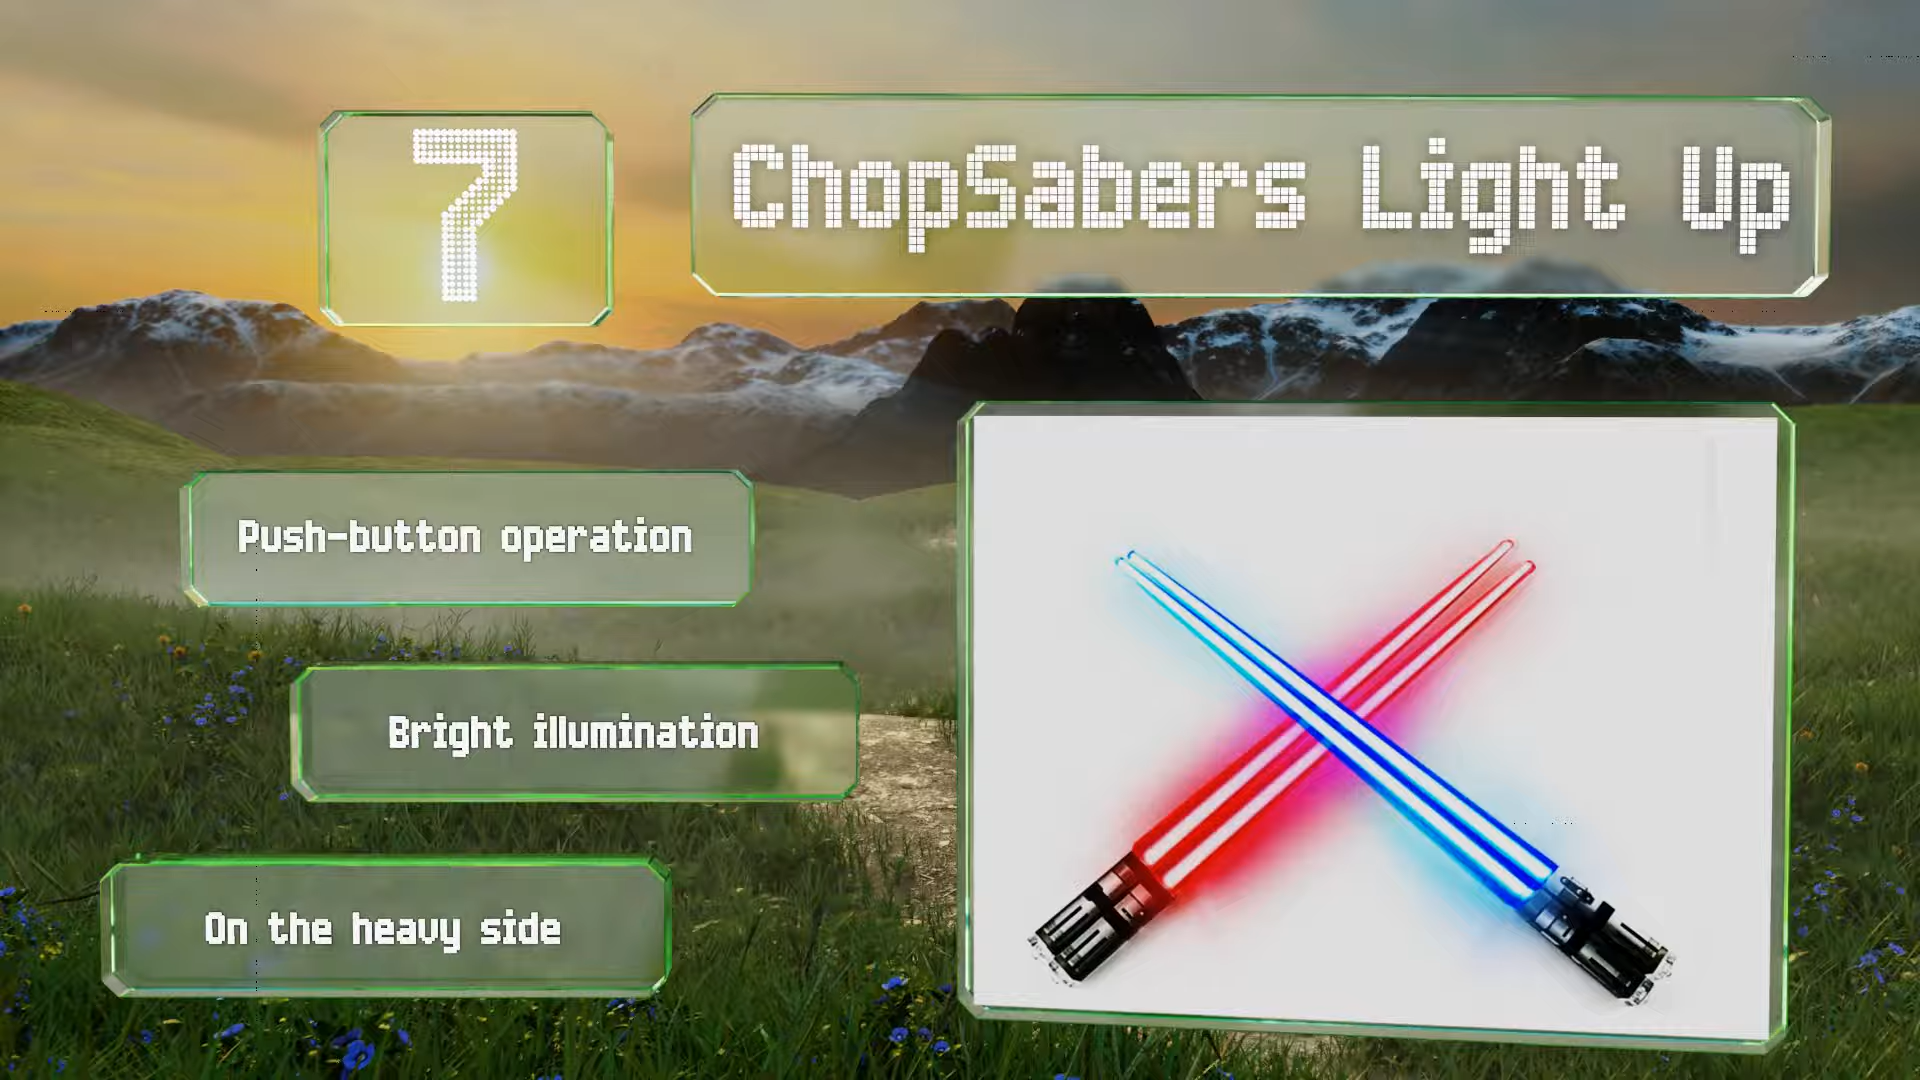 7
ChopSabers Light Up
Push-button operation
Bright illumination
On the heavy side